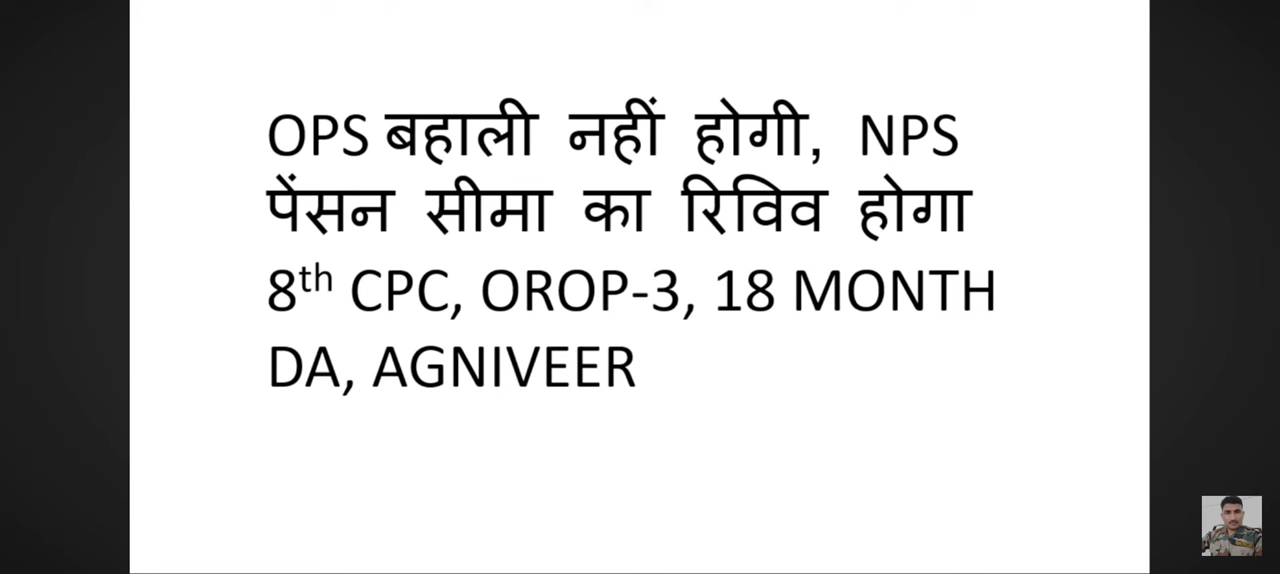 OPS बहाली नहीं होगी, NPS
पेंसन सीमा का रिविव होगा
8th CPC, OROP-3, 18 MONTH
DA, AGNIVEER